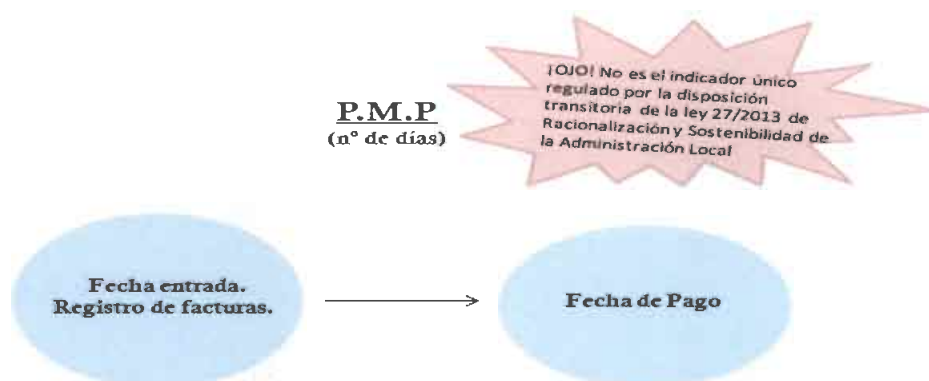 ¡OJO! No es el indicador único
regulado por la disposición
transitoria de la ley 27/2013 de
Racionalización y Sostenibilidad de
la Administración Local
P.M.P
(nº de días)
Fecha entrada.
Registro de facturas.
Fecha de Pago